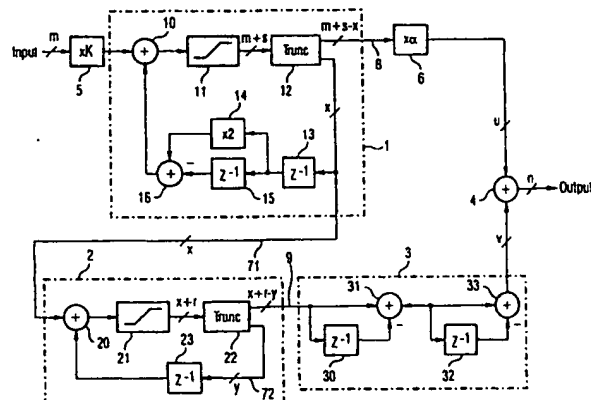 Input
m
xK
5
10
+
11
m+s
Trunc
12
m+s-x
8
xα
6
x
14
x2
13
Z⁻¹
Z⁻¹
15
16
+
-
1
u
4
+
n
Output
v
x
71
2
+
20
21
x+r
Trunc
22
x+r-y
9
23
Z⁻¹
y
72
3
31
+
-
Z⁻¹
30
33
+
-
Z⁻¹
32